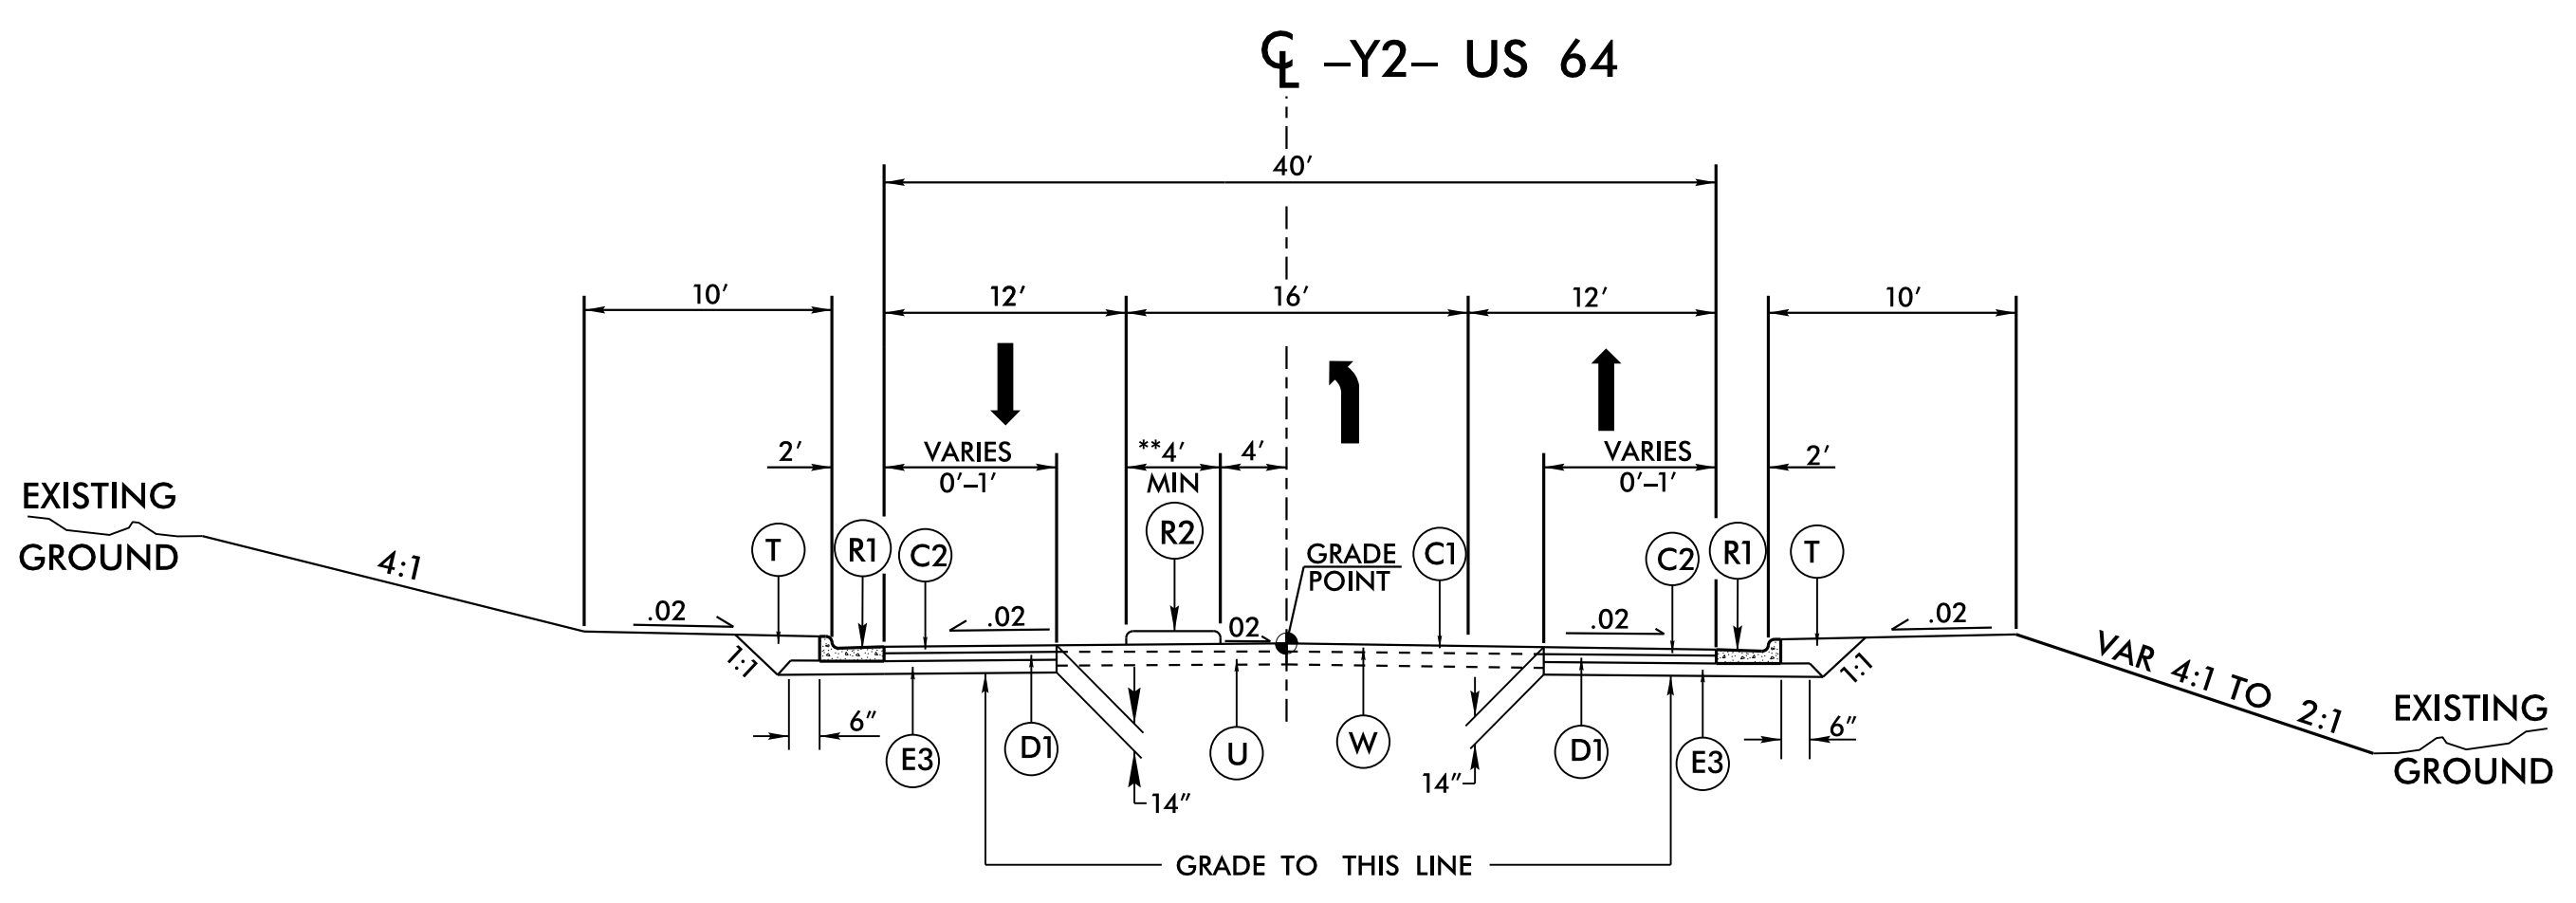 ℄ –Y2– US 64
40'
10' 12' 16' 12' 10'
2' VARIES **4' 4' VARIES 2'
0'–1' MIN 0'–1'
EXISTING
GROUND
4:1
T R1 C2 R2 GRADE C1 C2 R1 T
POINT
.02 .02 02 .02 .02
1:1 1:1
VAR 4:1 TO 2:1
EXISTING
GROUND
6" 6"
E3 D1 U W D1 E3
14" 14"
GRADE TO THIS LINE